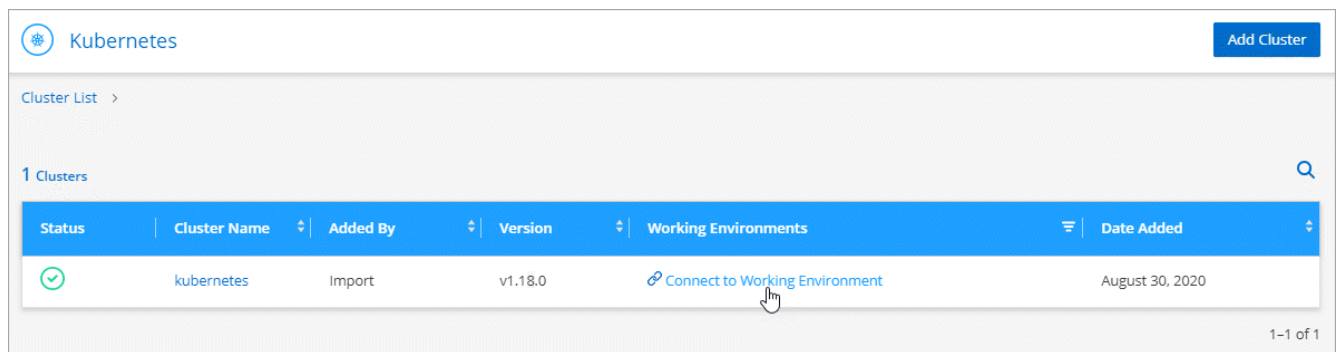 Kubernetes Add Cluster
Cluster List >
1 Clusters
Status Cluster Name Added By Version Working Environments Date Added
kubernetes Import v1.18.0 Connect to Working Environment August 30, 2020
1–1 of 1